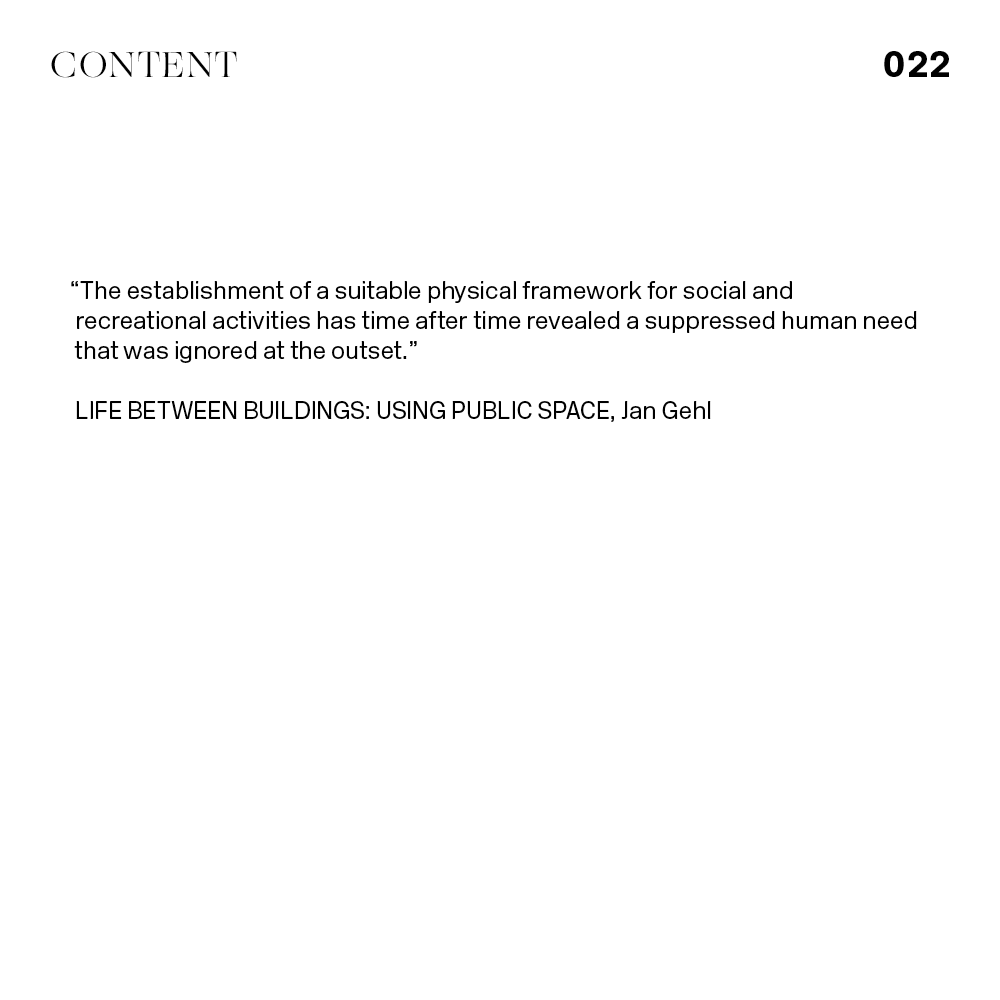 CONTENT
022
“The establishment of a suitable physical framework for social and
recreational activities has time after time revealed a suppressed human need
that was ignored at the outset.”
LIFE BETWEEN BUILDINGS: USING PUBLIC SPACE, Jan Gehl